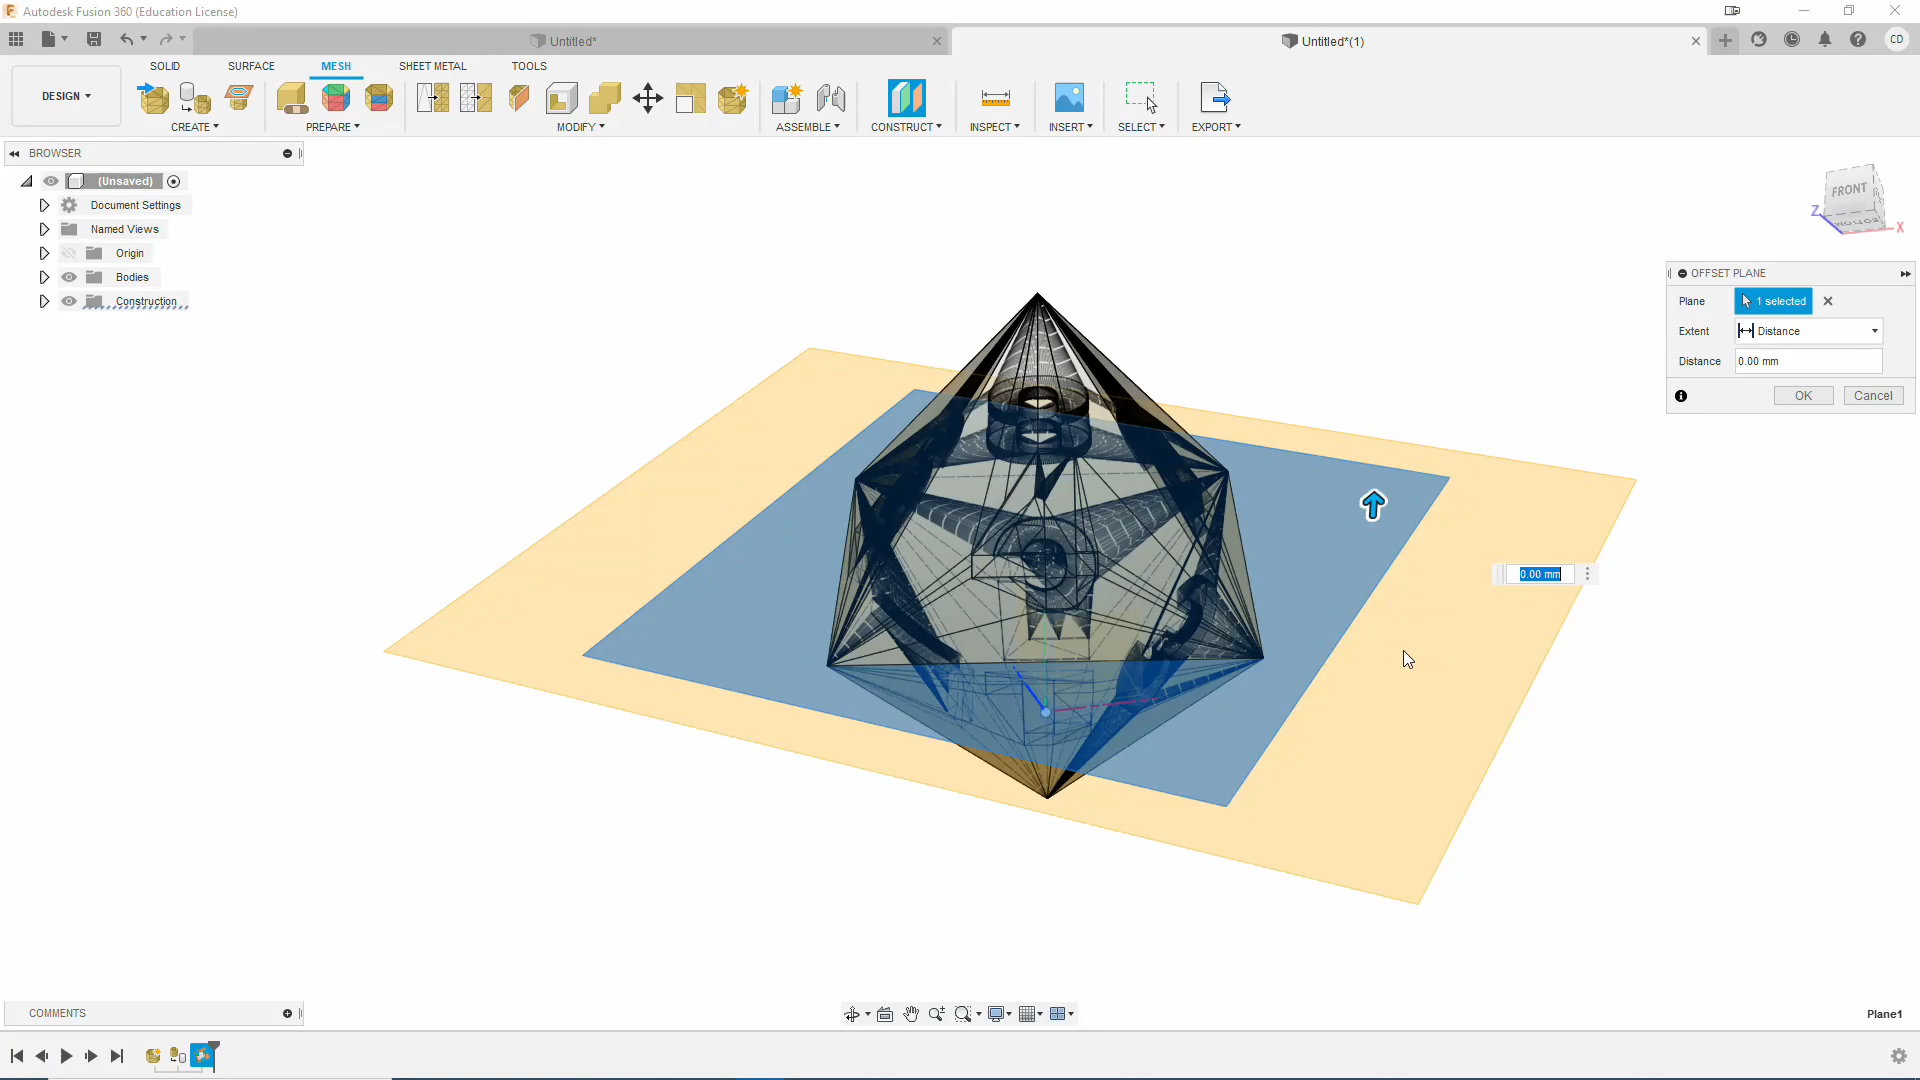 Autodesk Fusion 360 (Education License)
Untitled*
Untitled*(1)
CD
SOLID
SURFACE
MESH
SHEET METAL
TOOLS
DESIGN
CREATE
PREPARE
MODIFY
ASSEMBLE
CONSTRUCT
INSPECT
INSERT
SELECT
EXPORT
BROWSER
(Unsaved)
Document Settings
Named Views
Origin
Bodies
Construction
FRONT
BOTTOM
Z
X
OFFSET PLANE
Plane
1 selected
Extent
Distance
Distance
0.00 mm
OK
Cancel
0.00 mm
COMMENTS
Plane1